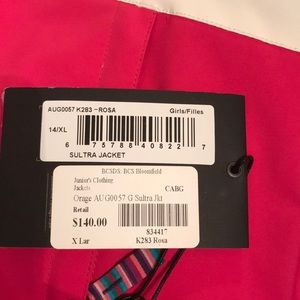 AUG0057 K283 -ROSA Girls/Filles
14/XL
6 75788 40822 7
SULTRA JACKET
BCSDS: BCS Bloomfield
Junior's Clothing
Jackets CABG
Orage AUG0057 G Sultra Jkt
Retail
$140.00 834417
X Lar K283 Rosa